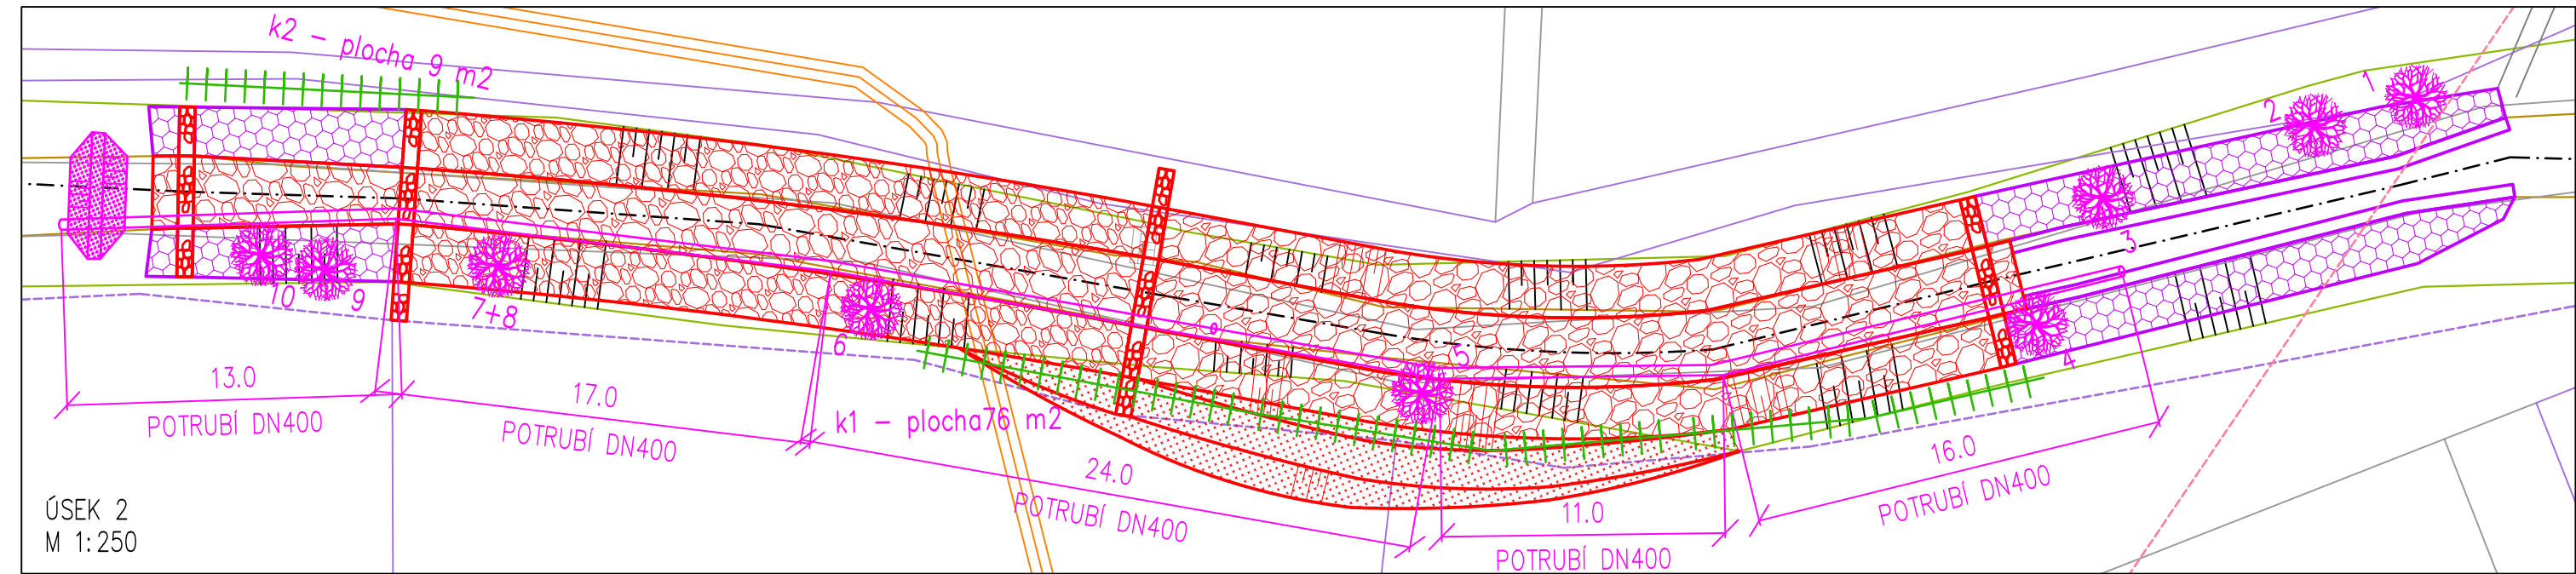 k2 - plocha 9 m2
1
2
3
4
5
6
7+8
9
10
13.0
POTRUBÍ DN400
17.0
POTRUBÍ DN400
k1 - plocha76 m2
24.0
POTRUBÍ DN400
11.0
POTRUBÍ DN400
16.0
POTRUBÍ DN400
ÚSEK 2
M 1:250